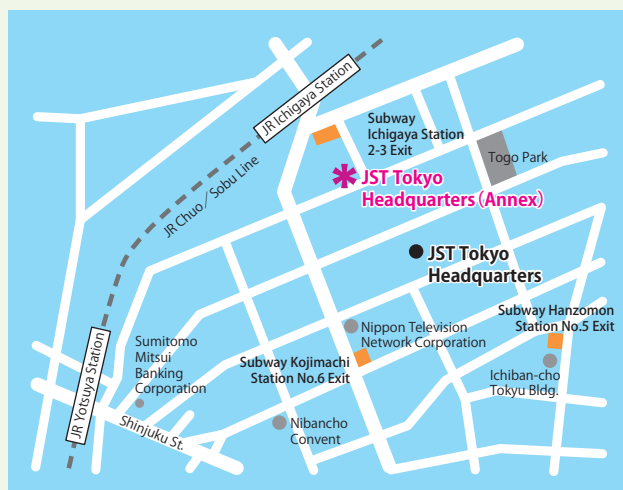 JR Ichigaya Station
Subway
Ichigaya Station
2-3 Exit
Togo Park
JR Chuo／Sobu Line
JST Tokyo
Headquarters（Annex）
JST Tokyo
Headquarters
Subway Hanzomon
Station No.5 Exit
Nippon Television
Network Corporation
Sumitomo
Mitsui
Banking
Corporation
Subway Kojimachi
Station No.6 Exit
Ichiban-cho
Tokyu Bldg.
JR Yotsuya Station
Shinjuku St.
Nibancho
Convent